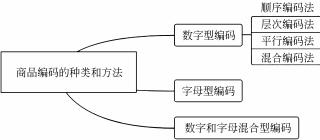 商品编码的种类和方法
数字型编码
顺序编码法
层次编码法
平行编码法
混合编码法
字母型编码
数字和字母混合型编码